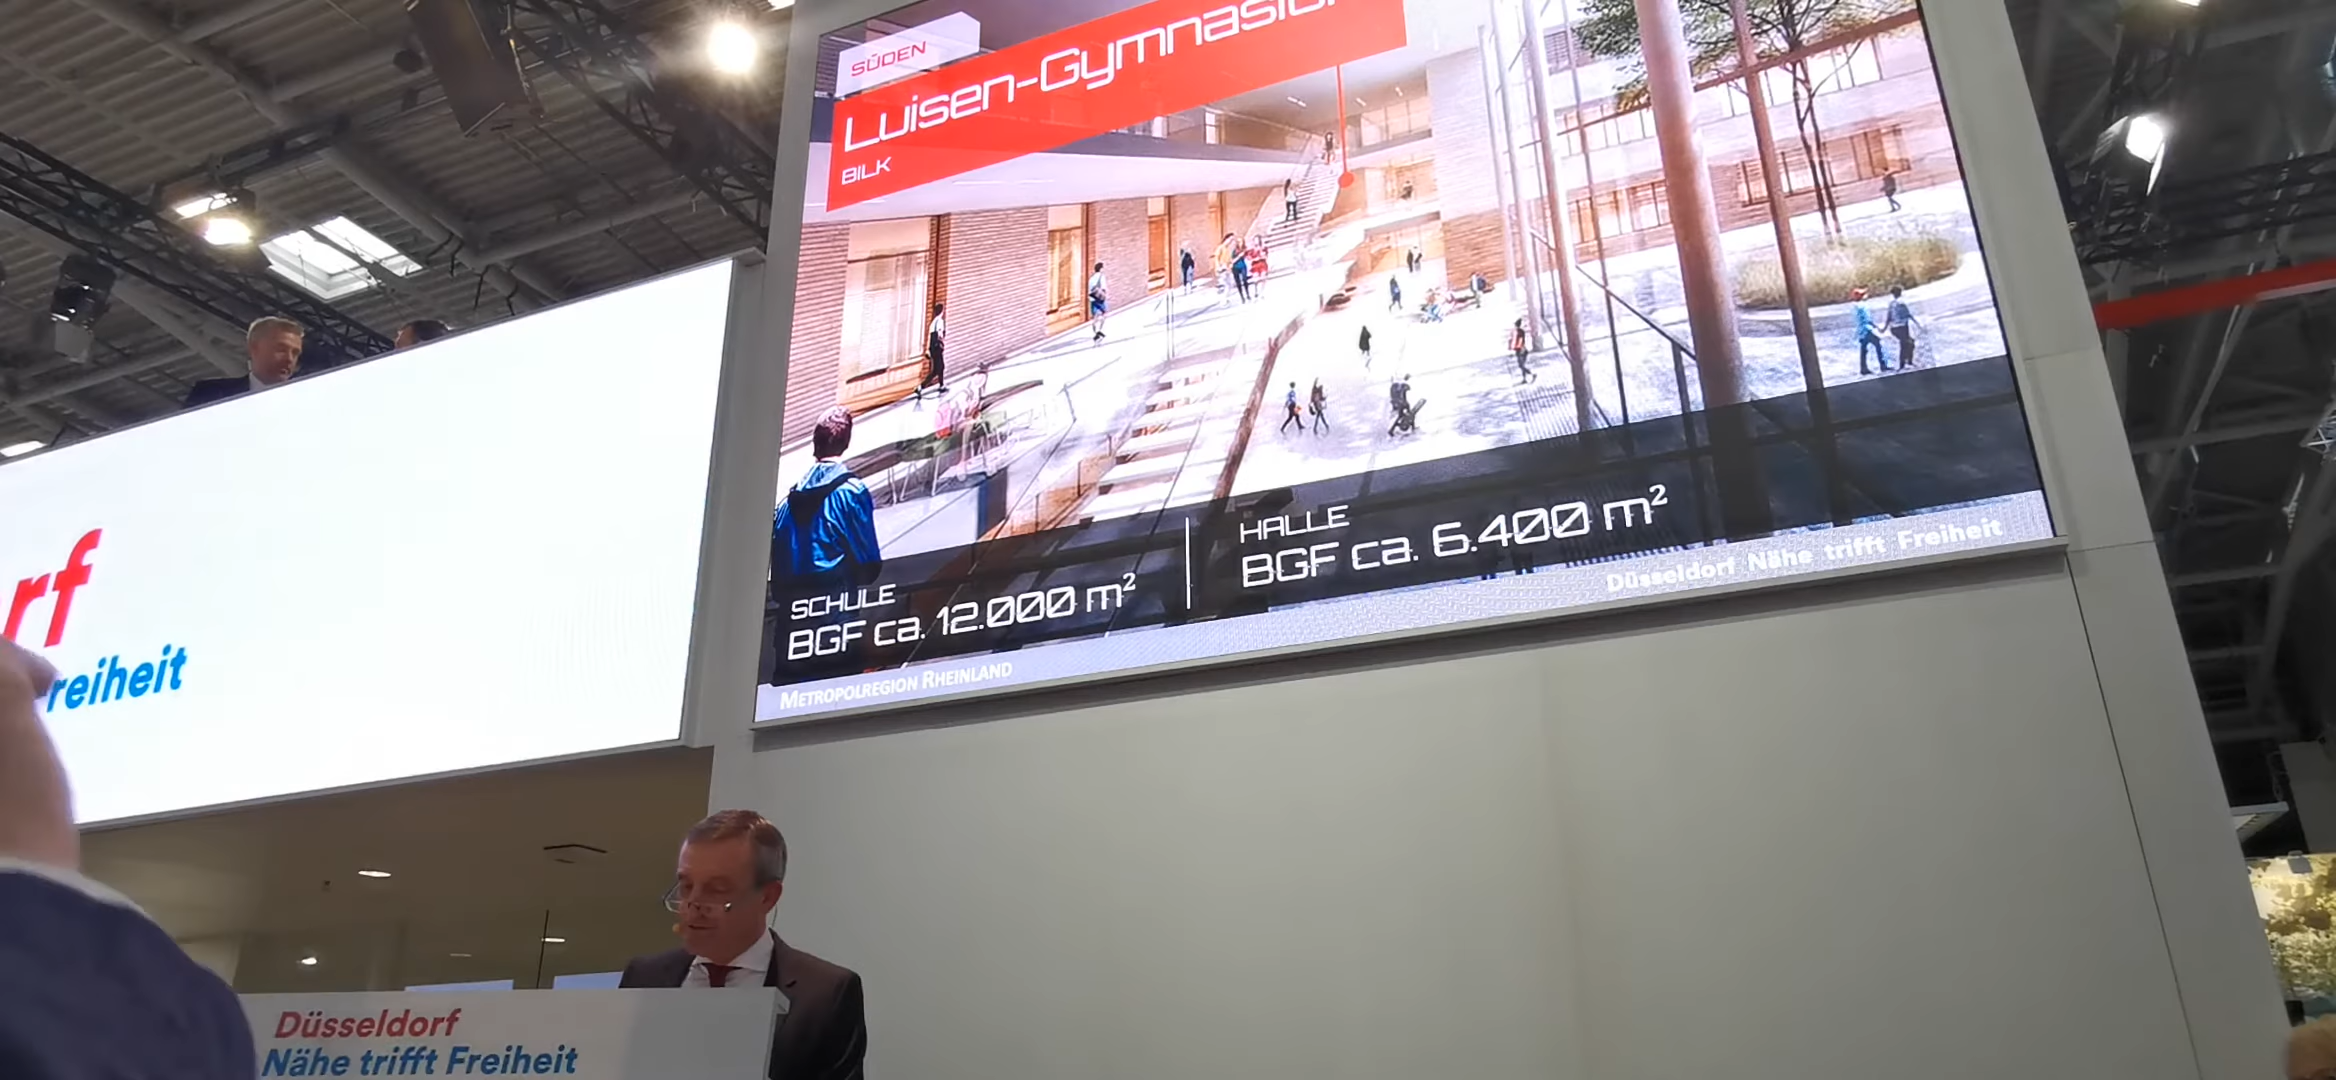 SÜDEN
Luisen-Gymnasiu
BILK
SCHULE
BGF ca. 12.000 m²
HALLE
BGF ca. 6.400 m²
METROPOLREGION RHEINLAND
Düsseldorf Nähe trifft Freiheit
rf
reiheit
Düsseldorf
Nähe trifft Freiheit